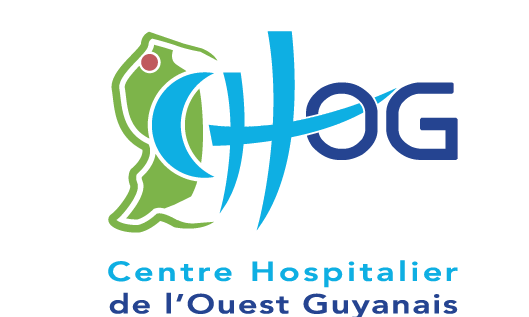 CHOG
Centre Hospitalier
de l'Ouest Guyanais